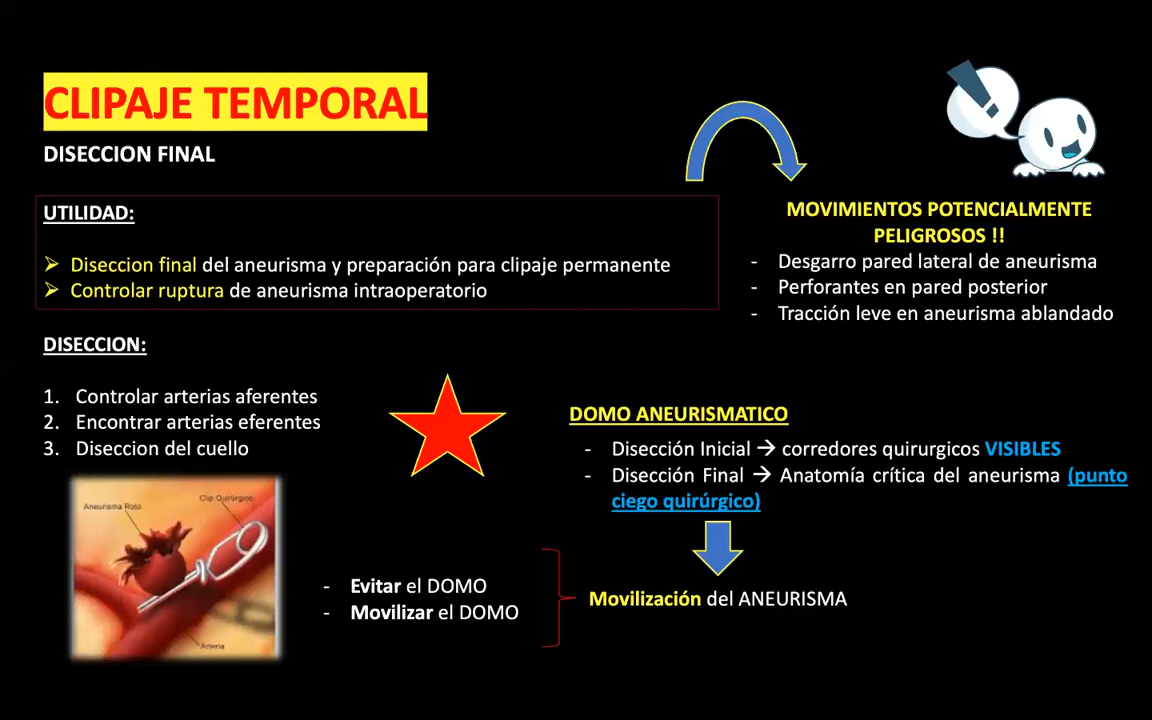 CLIPAJE TEMPORAL
DISECCION FINAL
UTILIDAD:
➢ Diseccion final del aneurisma y preparación para clipaje permanente
➢ Controlar ruptura de aneurisma intraoperatorio
MOVIMIENTOS POTENCIALMENTE
PELIGROSOS !!
- Desgarro pared lateral de aneurisma
- Perforantes en pared posterior
- Tracción leve en aneurisma ablandado
DISECCION:
1. Controlar arterias aferentes
2. Encontrar arterias eferentes
3. Diseccion del cuello
DOMO ANEURISMATICO
- Disección Inicial → corredores quirurgicos VISIBLES
- Disección Final → Anatomía crítica del aneurisma (punto
ciego quirúrgico)
Clip Quirúrgico
Aneurisma Roto
Arteria
- Evitar el DOMO
- Movilizar el DOMO
Movilización del ANEURISMA